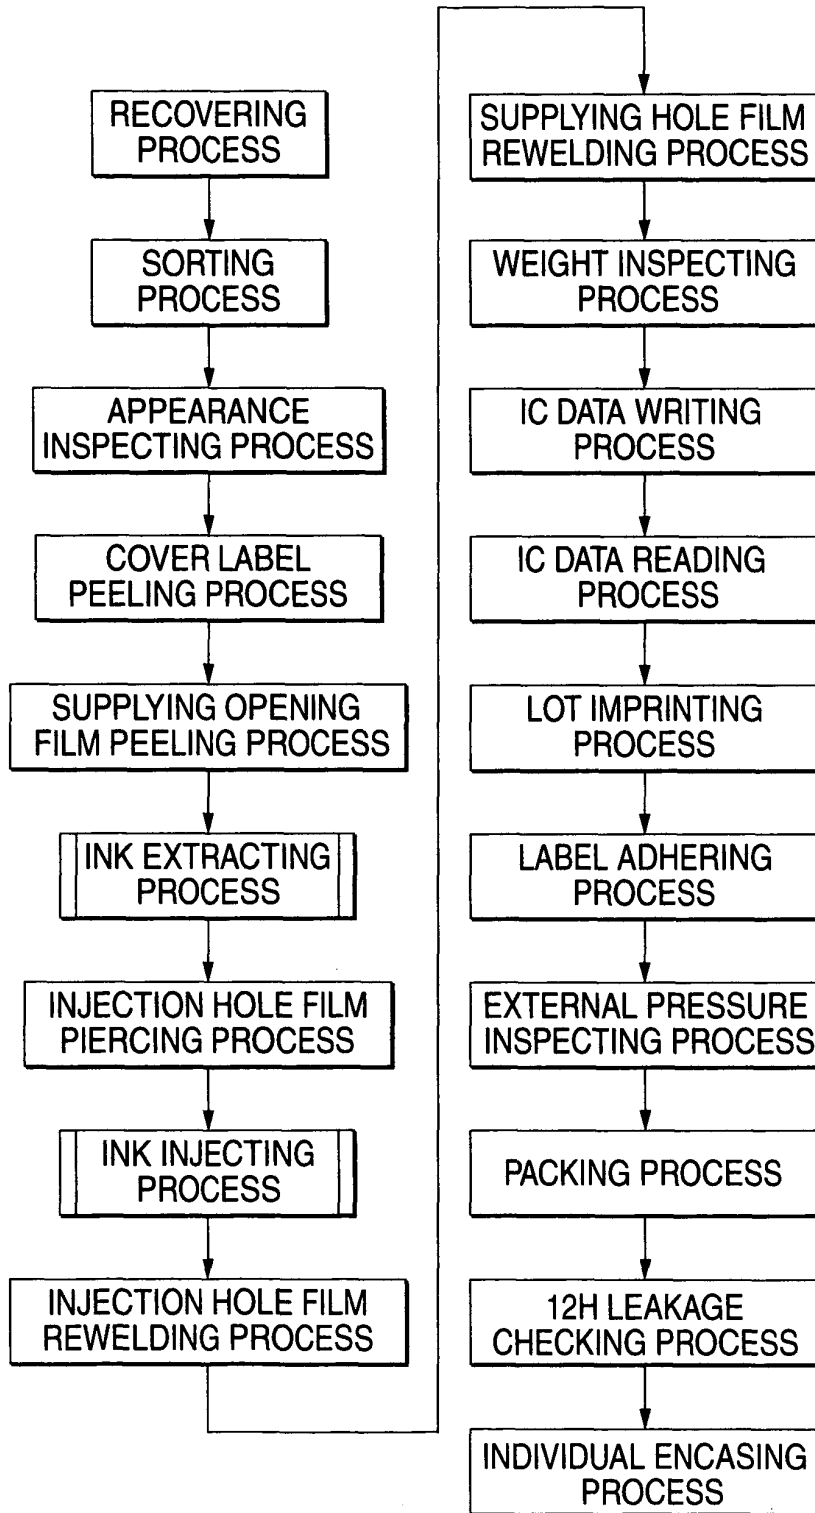 RECOVERING
PROCESS
SORTING
PROCESS
APPEARANCE
INSPECTING PROCESS
COVER LABEL
PEELING PROCESS
SUPPLYING OPENING
FILM PEELING PROCESS
INK EXTRACTING
PROCESS
INJECTION HOLE FILM
PIERCING PROCESS
INK INJECTING
PROCESS
INJECTION HOLE FILM
REWELDING PROCESS
SUPPLYING HOLE FILM
REWELDING PROCESS
WEIGHT INSPECTING
PROCESS
IC DATA WRITING
PROCESS
IC DATA READING
PROCESS
LOT IMPRINTING
PROCESS
LABEL ADHERING
PROCESS
EXTERNAL PRESSURE
INSPECTING PROCESS
PACKING PROCESS
12H LEAKAGE
CHECKING PROCESS
INDIVIDUAL ENCASING
PROCESS